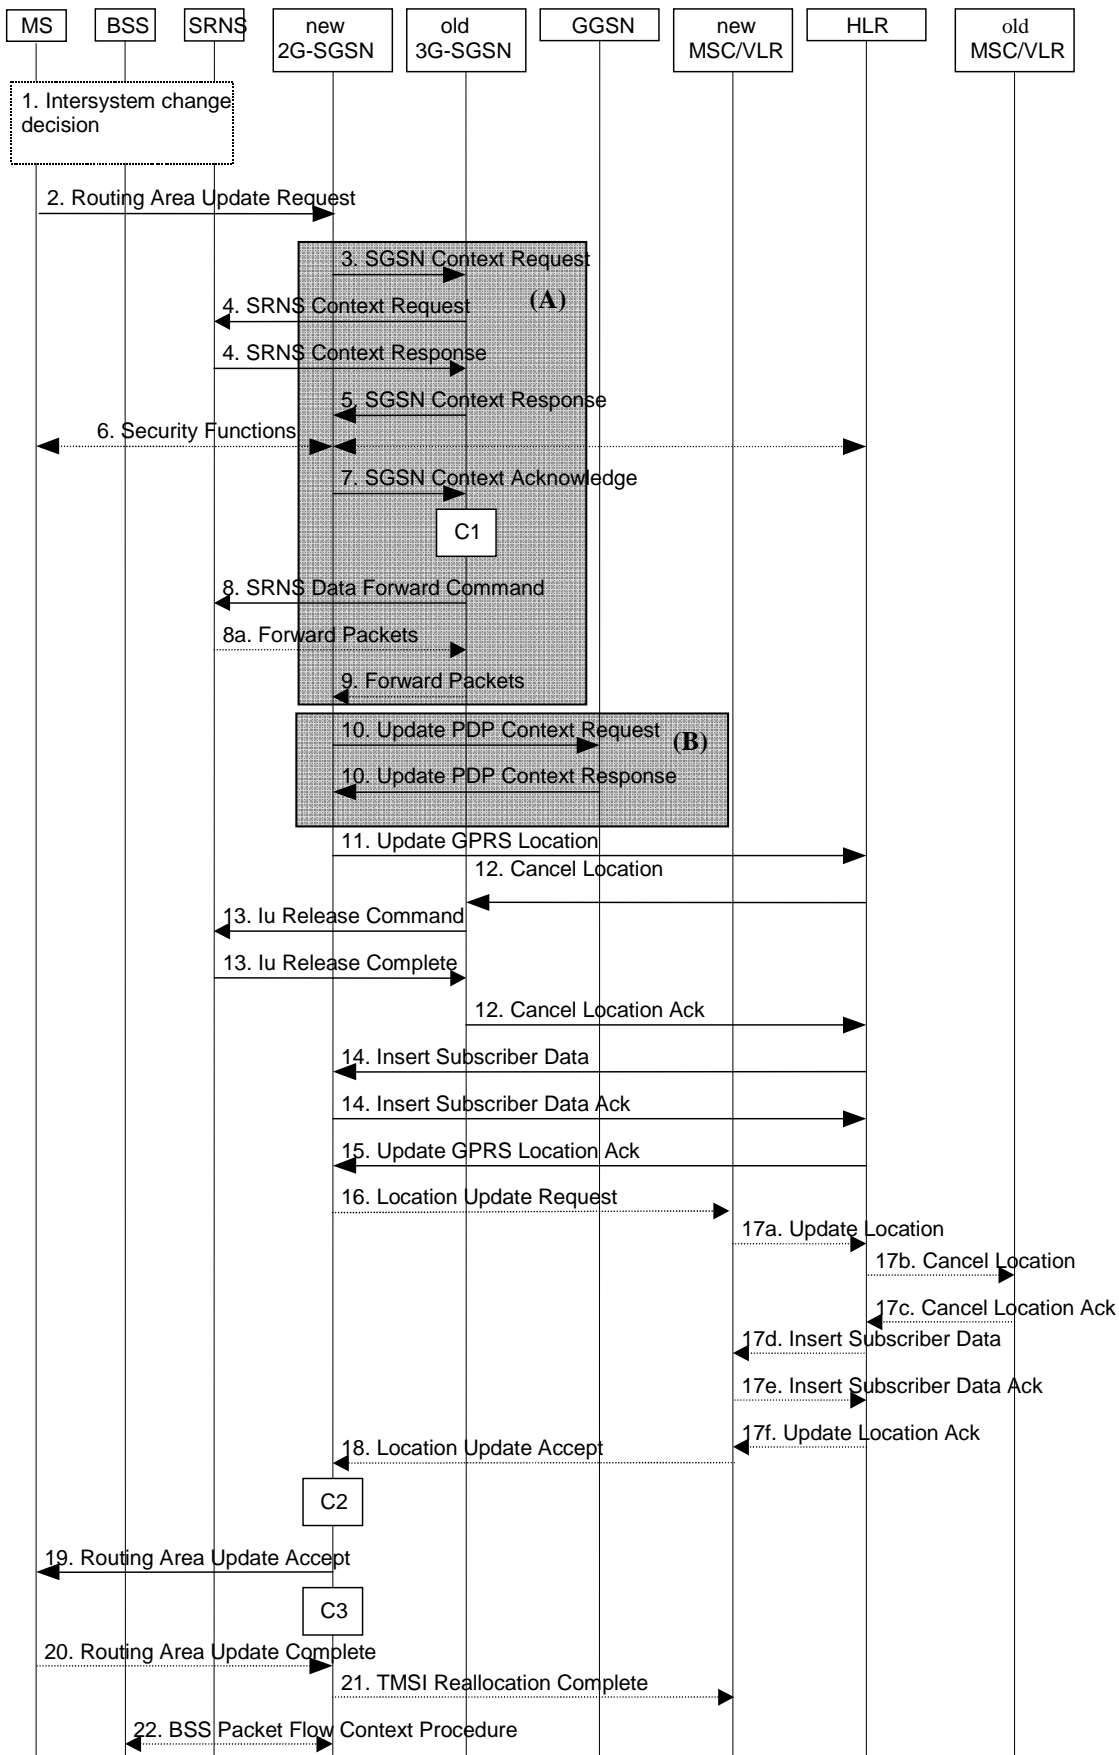 MS
BSS
SRNS
new
2G-SGSN
old
3G-SGSN
GGSN
new
MSC/VLR
HLR
old
MSC/VLR
1. Intersystem change
decision
2. Routing Area Update Request
3. SGSN Context Request
(A)
4. SRNS Context Request
4. SRNS Context Response
5. SGSN Context Response
6. Security Functions
7. SGSN Context Acknowledge
C1
8. SRNS Data Forward Command
8a. Forward Packets
9. Forward Packets
10. Update PDP Context Request
(B)
10. Update PDP Context Response
11. Update GPRS Location
12. Cancel Location
13. Iu Release Command
13. Iu Release Complete
12. Cancel Location Ack
14. Insert Subscriber Data
14. Insert Subscriber Data Ack
15. Update GPRS Location Ack
16. Location Update Request
17a. Update Location
17b. Cancel Location
17c. Cancel Location Ack
17d. Insert Subscriber Data
17e. Insert Subscriber Data Ack
17f. Update Location Ack
18. Location Update Accept
C2
19. Routing Area Update Accept
C3
20. Routing Area Update Complete
21. TMSI Reallocation Complete
22. BSS Packet Flow Context Procedure